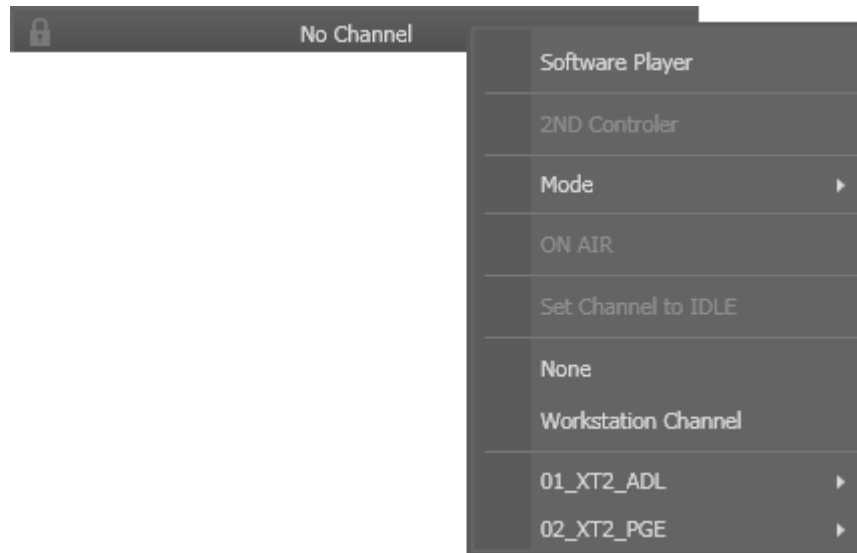 No Channel
Software Player
2ND Controler
Mode
ON AIR
Set Channel to IDLE
None
Workstation Channel
01_XT2_ADL
02_XT2_PGE